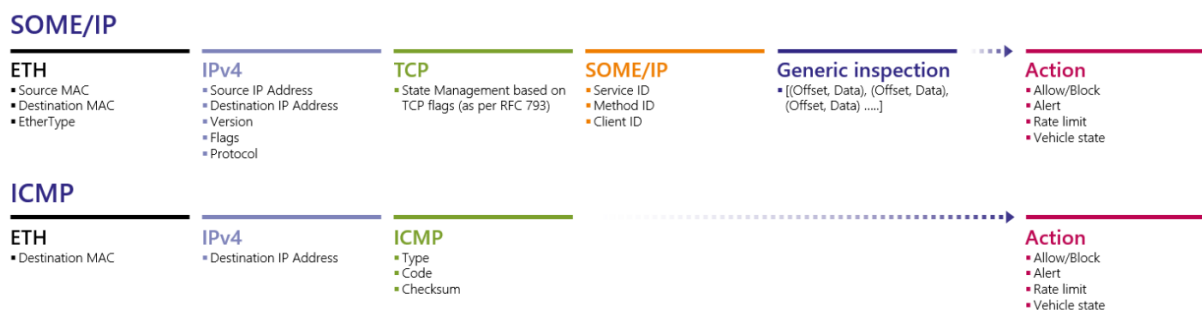 SOME/IP
ETH
▪ Source MAC
▪ Destination MAC
▪ EtherType
IPv4
▪ Source IP Address
▪ Destination IP Address
▪ Version
▪ Flags
▪ Protocol
TCP
▪ State Management based on
TCP flags (as per RFC 793)
SOME/IP
▪ Service ID
▪ Method ID
▪ Client ID
Generic inspection
▪ [(Offset, Data), (Offset, Data),
(Offset, Data) .....]
Action
▪ Allow/Block
▪ Alert
▪ Rate limit
▪ Vehicle state
ICMP
ETH
▪ Destination MAC
IPv4
▪ Destination IP Address
ICMP
▪ Type
▪ Code
▪ Checksum
Action
▪ Allow/Block
▪ Alert
▪ Rate limit
▪ Vehicle state